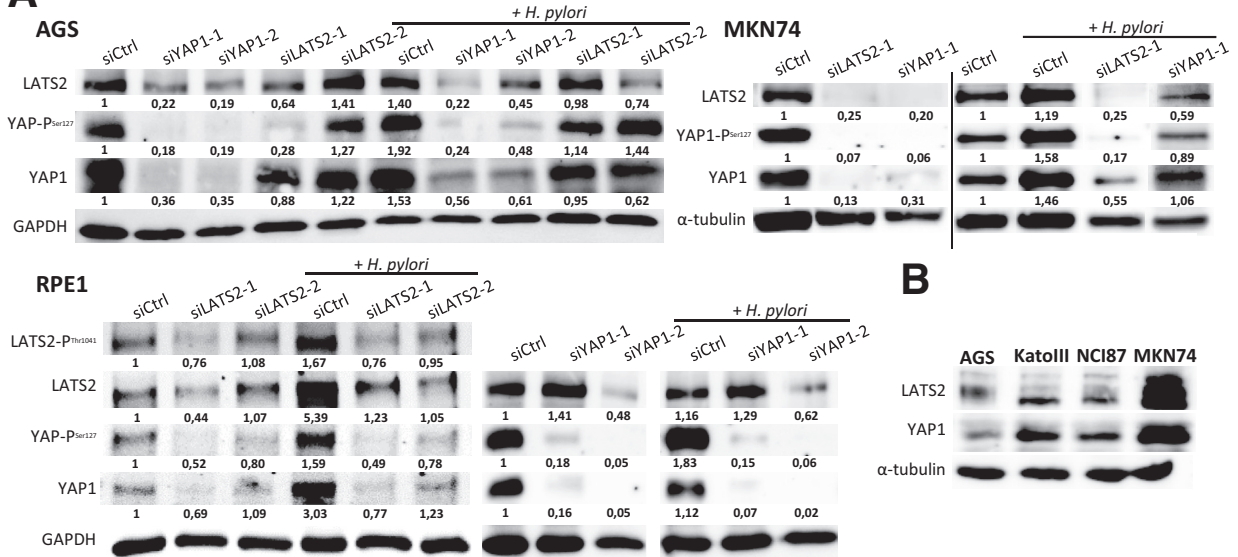 A
AGS
+ H. pylori
siCtrl siYAP1-1 siYAP1-2 siLATS2-1 siLATS2-2 siCtrl siYAP1-1 siYAP1-2 siLATS2-1 siLATS2-2
LATS2
1 0,22 0,19 0,64 1,41 1,40 0,22 0,45 0,98 0,74
YAP-PSer127
1 0,18 0,19 0,28 1,27 1,92 0,24 0,48 1,14 1,44
YAP1
1 0,36 0,35 0,88 1,22 1,53 0,56 0,61 0,95 0,62
GAPDH
MKN74
+ H. pylori
siCtrl siLATS2-1 siYAP1-1 siCtrl siCtrl siLATS2-1 siYAP1-1
LATS2
1 0,25 0,20 1 1,19 0,25 0,59
YAP1-PSer127
1 0,07 0,06 1 1,58 0,17 0,89
YAP1
1 0,13 0,31 1 1,46 0,55 1,06
α-tubulin
RPE1
+ H. pylori
siCtrl siLATS2-1 siLATS2-2 siCtrl siLATS2-1 siLATS2-2
LATS2-PThr1041
1 0,76 1,08 1,67 0,76 0,95
LATS2
1 0,44 1,07 5,39 1,23 1,05
YAP-PSer127
1 0,52 0,80 1,59 0,49 0,78
YAP1
1 0,69 1,09 3,03 0,77 1,23
GAPDH
+ H. pylori
siCtrl siYAP1-1 siYAP1-2 siCtrl siYAP1-1 siYAP1-2
1 1,41 0,48 1,16 1,29 0,62
1 0,18 0,05 1,83 0,15 0,06
1 0,16 0,05 1,12 0,07 0,02
B
AGS KatoIII NCI87 MKN74
LATS2
YAP1
α-tubulin